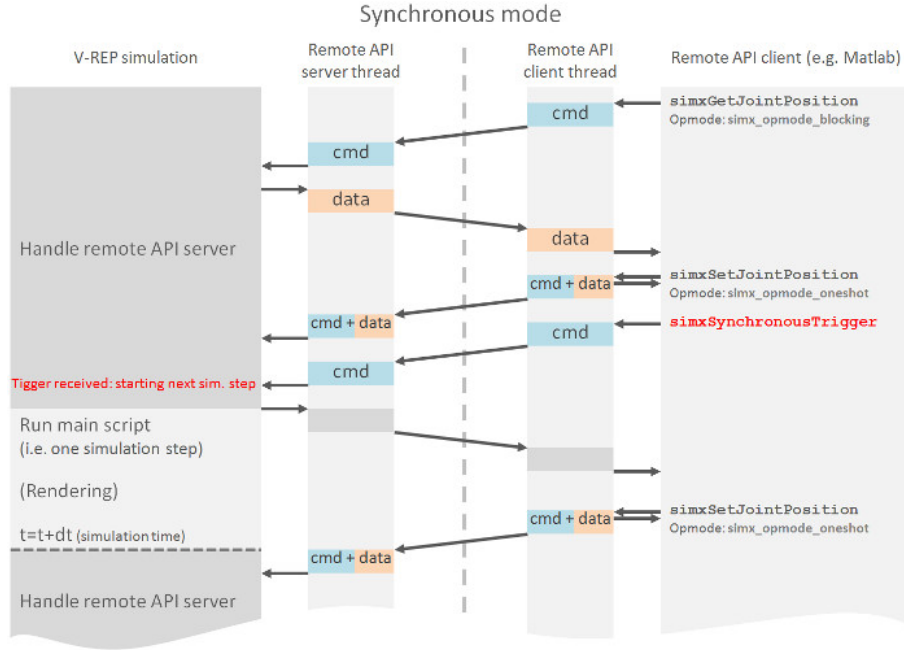 Synchronous mode
V-REP simulation
Remote API
server thread
Remote API
client thread
Remote API client (e.g. Matlab)
simxGetJointPosition
Opmode: simx_opmode_blocking
cmd
cmd
data
data
Handle remote API server
simxSetJointPosition
Opmode: simx_opmode_oneshot
cmd + data
cmd + data
simxSynchronousTrigger
cmd
cmd
Tigger received: starting next sim. step
Run main script
(i.e. one simulation step)
(Rendering)
t=t+dt (simulation time)
simxSetJointPosition
Opmode: simx_opmode_oneshot
cmd + data
cmd + data
Handle remote API server